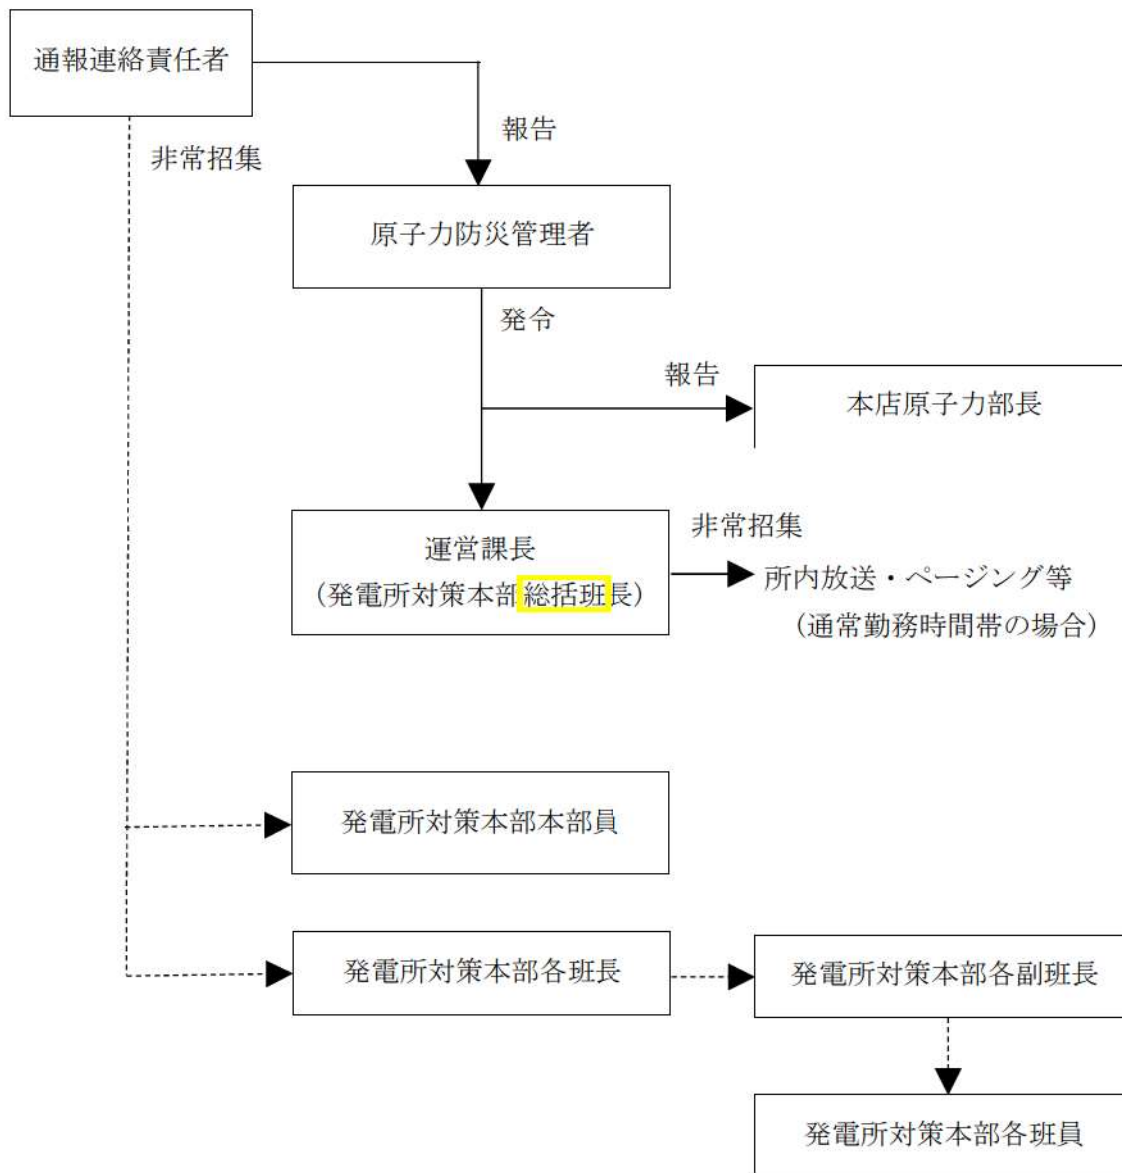 通報連絡責任者
報告
非常招集
原子力防災管理者
発令
報告
本店原子力部長
運営課長
(発電所対策本部総括班長)
非常招集
所内放送・ページング等
(通常勤務時間帯の場合)
発電所対策本部本部員
発電所対策本部各班長
発電所対策本部各副班長
発電所対策本部各班員